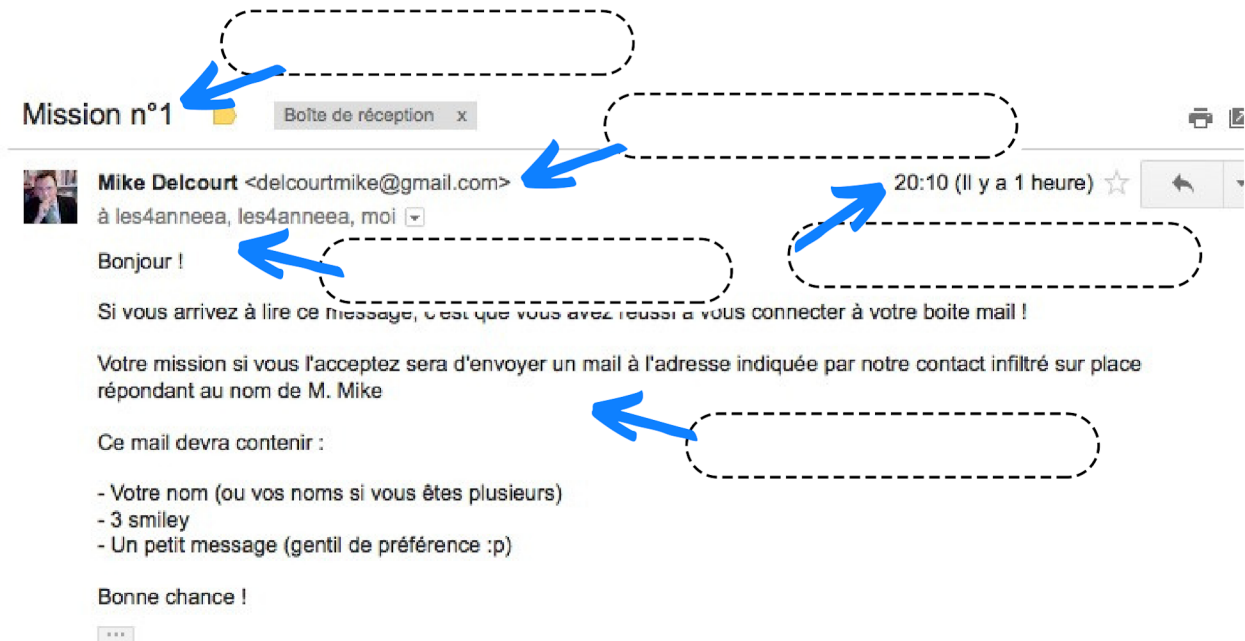 Mission n°1
Boîte de réception x
Mike Delcourt <delcourtmike@gmail.com>
20:10 (Il y a 1 heure)
à les4anneea, les4anneea, moi
Bonjour !
Si vous arrivez à lire ce message, c'est que vous avez réussi à vous connecter à votre boite mail !
Votre mission si vous l'acceptez sera d'envoyer un mail à l'adresse indiquée par notre contact infiltré sur place
répondant au nom de M. Mike
Ce mail devra contenir :
- Votre nom (ou vos noms si vous êtes plusieurs)
- 3 smiley
- Un petit message (gentil de préférence :p)
Bonne chance !